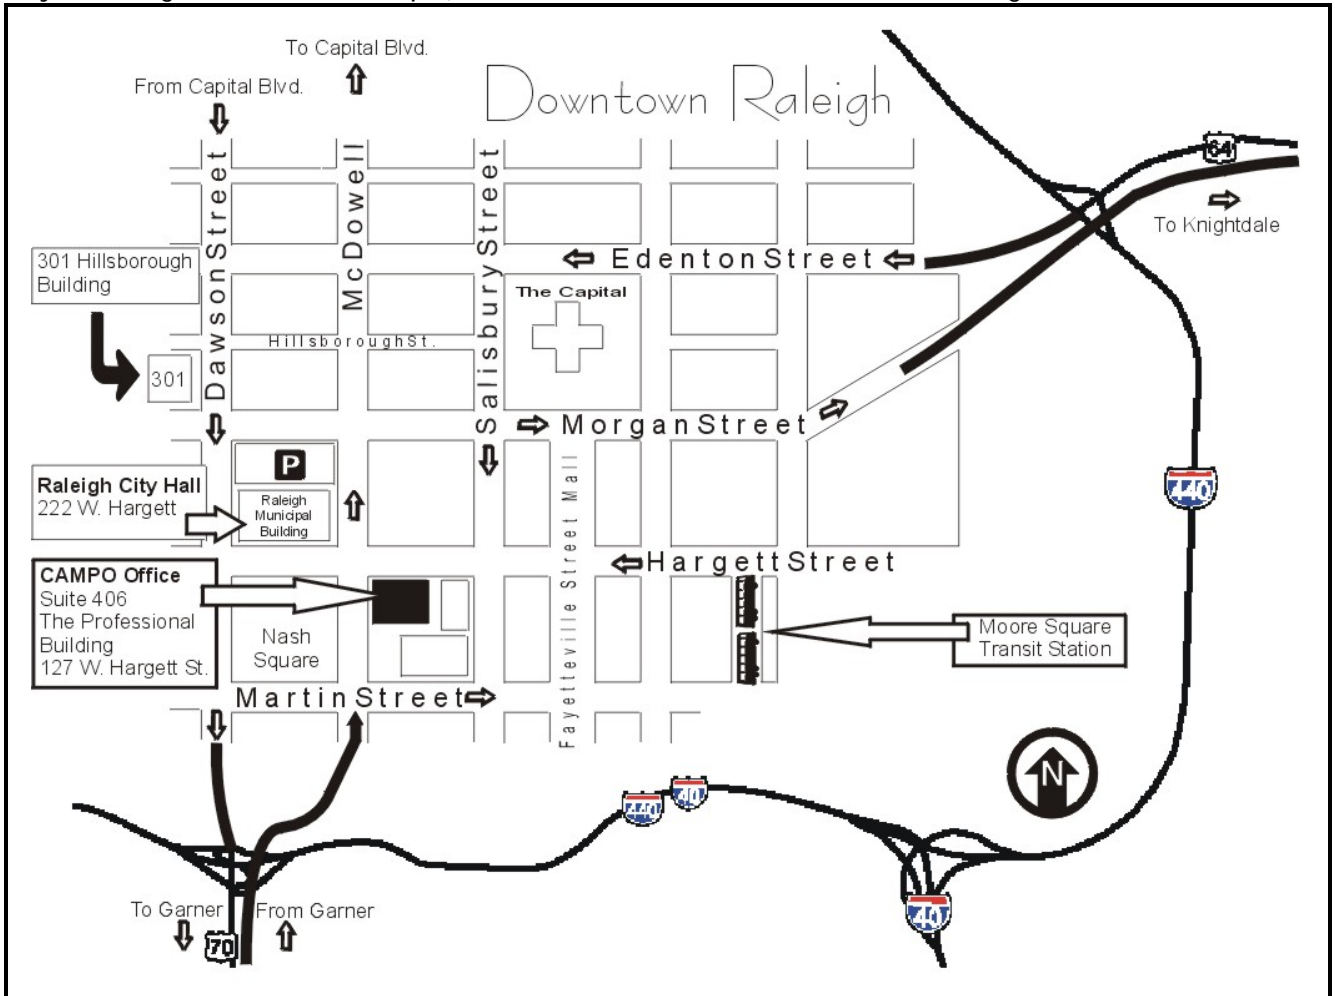 To Capital Blvd.
From Capital Blvd.
Downtown Raleigh
64
To Knightdale
Dawson Street
McDowell
Salisbury Street
Edenton Street
301 Hillsborough
Building
The Capital
Hillsborough St.
301
Morgan Street
P
Raleigh City Hall
222 W. Hargett
Raleigh
Municipal
Building
440
Fayetteville Street Mall
Hargett Street
CAMPO Office
Suite 406
The Professional
Building
127 W. Hargett St.
Nash
Square
Moore Square
Transit Station
Martin Street
N
440
40
40
To Garner
From Garner
70